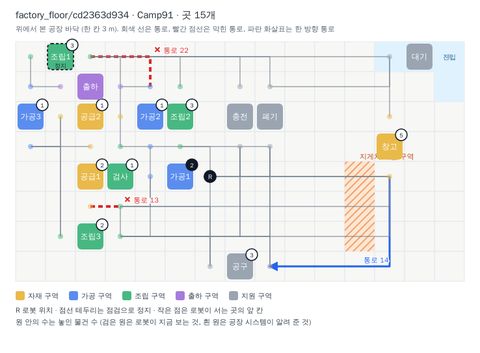 factory_floor/cd2363d934 · Camp91 · 곳 15개
위에서 본 공장 바닥 (한 칸 3 m). 회색 선은 통로, 빨간 점선은 막힌 통로, 파란 화살표는 한 방향 통로
조립1 3
정지
통로 22
대기
진입
출하
가공3 1
공급2 1
가공2 1
조립2 3
충전
폐기
창고 5
구역
공급1 2
검사 1
가공1 2
R
통로 13
조립3 2
공구 3
통로 14
자재 구역
가공 구역
조립 구역
출하 구역
지원 구역
R 로봇 위치 · 점선 테두리는 점검으로 정지 · 작은 점은 로봇이 서는 곳의 앞 칸
원 안의 수는 놓인 물건 수 (검은 원은 로봇이 지금 보는 것, 흰 원은 공장 시스템이 알려 준 것)